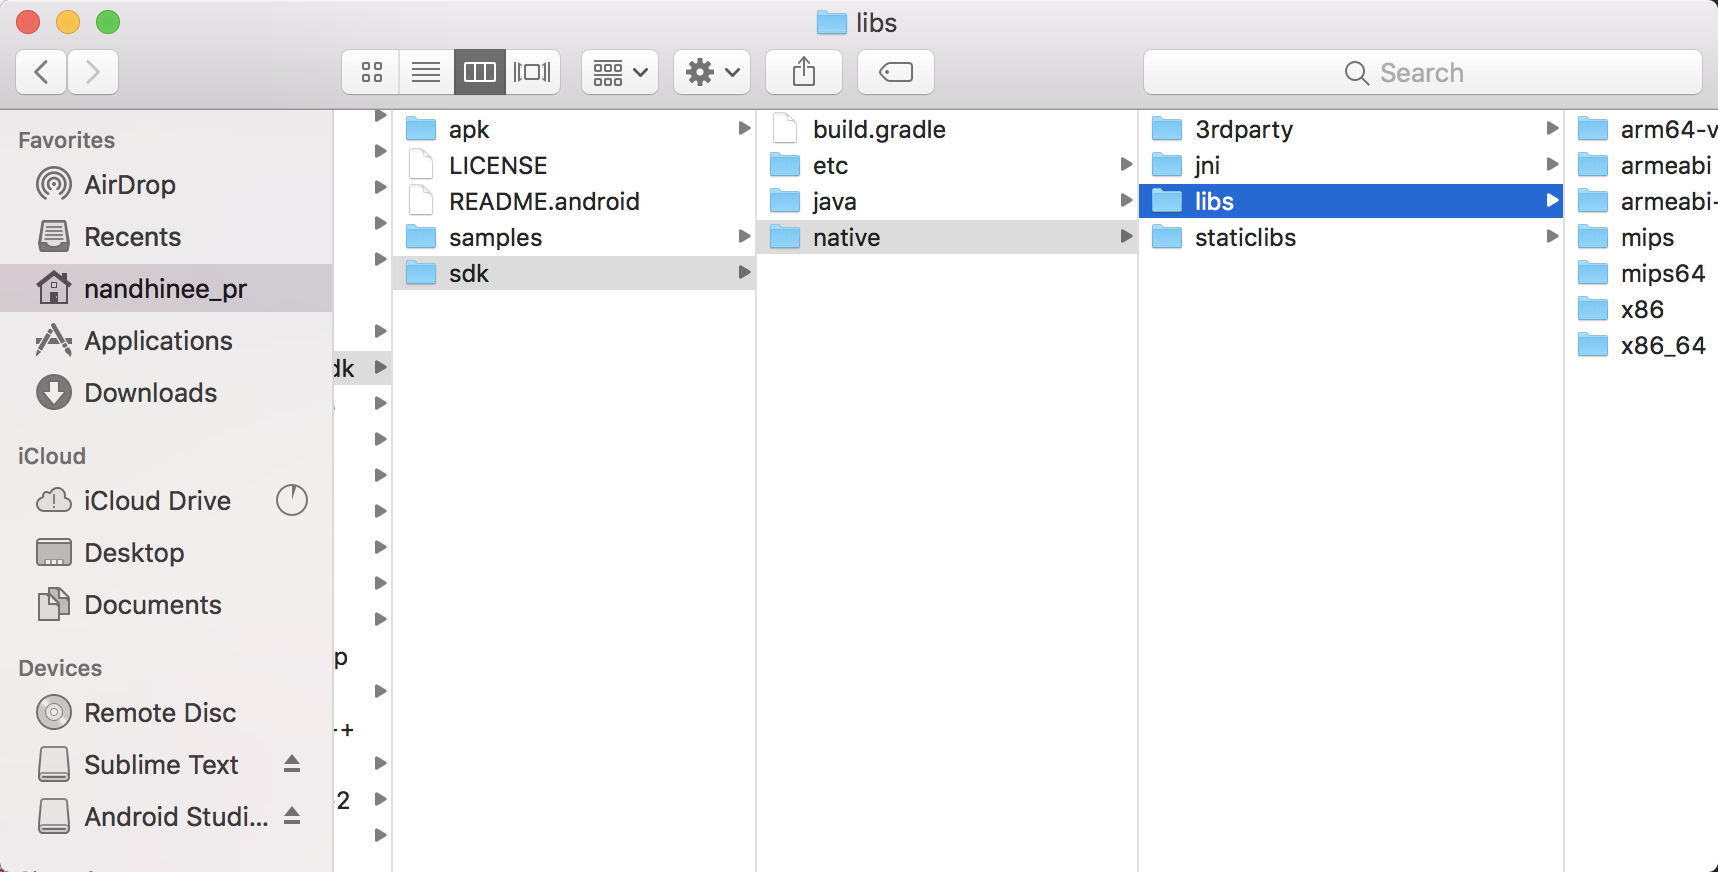 libs
Search
Favorites
AirDrop
Recents
nandhinee_pr
Applications
Downloads
iCloud
iCloud Drive
Desktop
Documents
Devices
Remote Disc
Sublime Text
Android Studi...
dk
p
-+
-2
apk
LICENSE
README.android
samples
sdk
build.gradle
etc
java
native
3rdparty
jni
libs
staticlibs
arm64-v
armeabi
armeabi-
mips
mips64
x86
x86_64